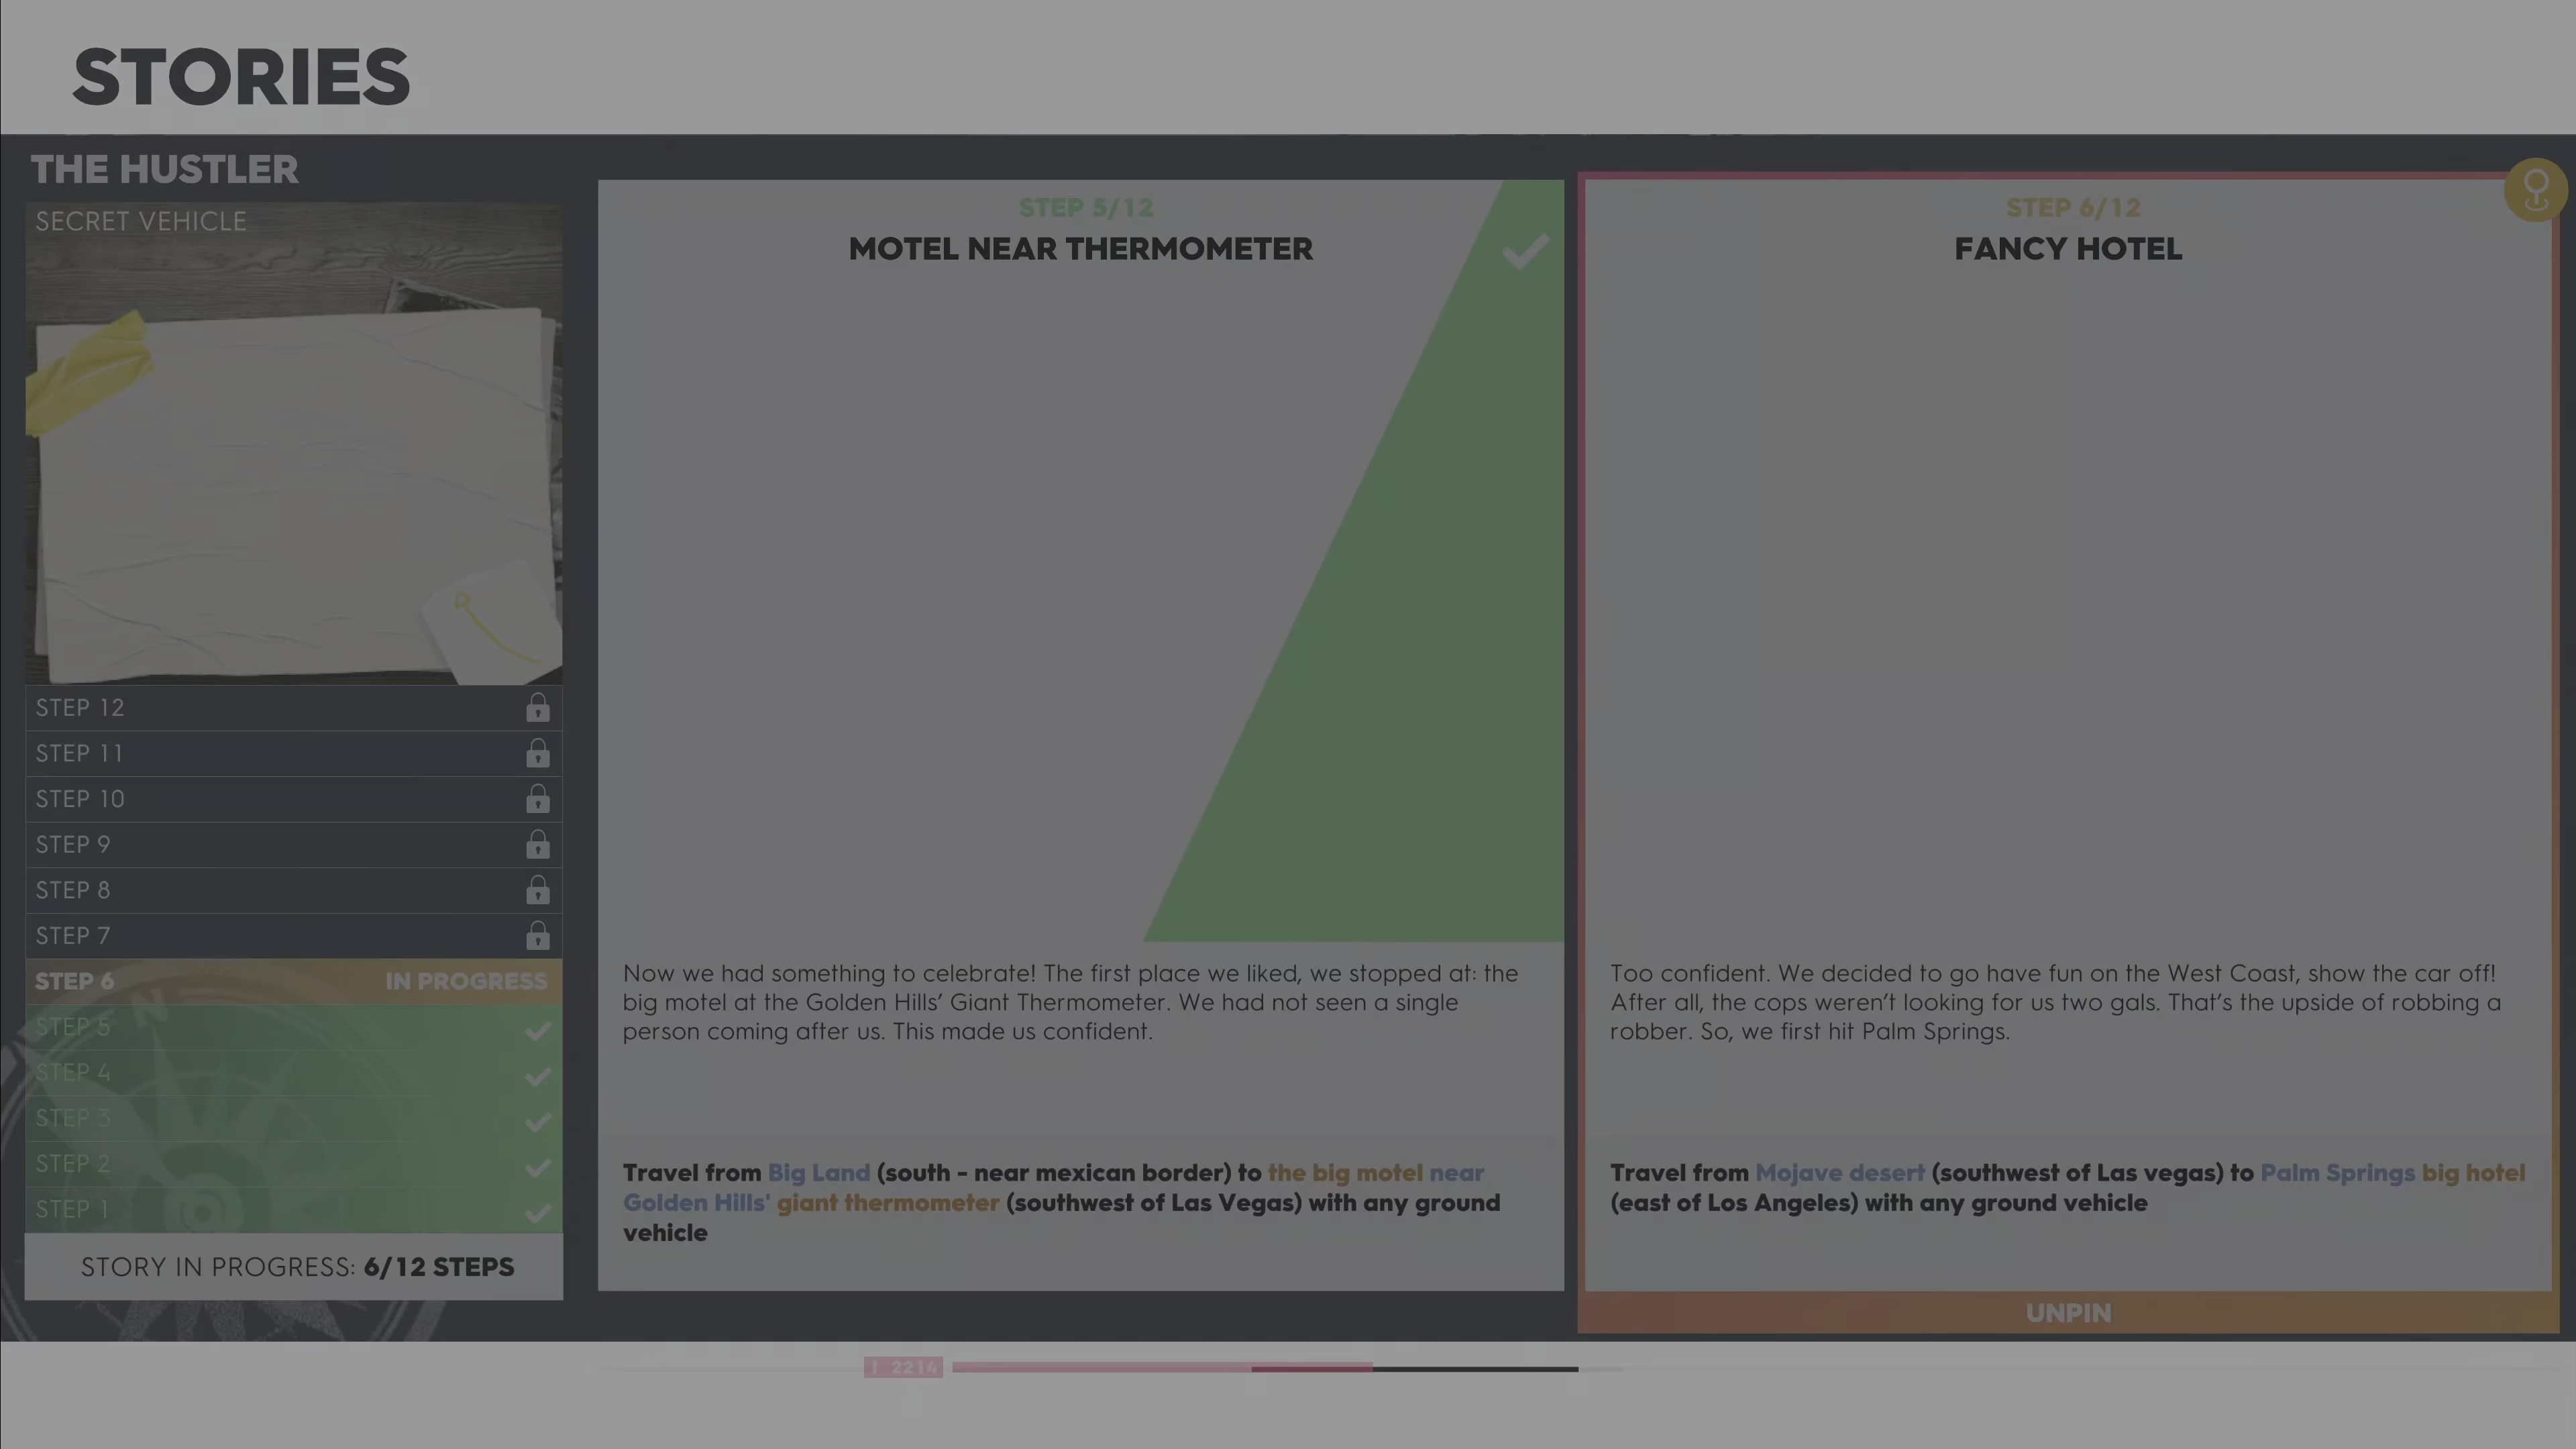 STORIES
THE HUSTLER
SECRET VEHICLE
STEP 12
STEP 11
STEP 10
STEP 9
STEP 8
STEP 7
STEP 6 IN PROGRESS
STEP 5
STEP 4
STEP 3
STEP 2
STEP 1
STORY IN PROGRESS: 6/12 STEPS
STEP 5/12
MOTEL NEAR THERMOMETER
Now we had something to celebrate! The first place we liked, we stopped at: the
big motel at the Golden Hills’ Giant Thermometer. We had not seen a single
person coming after us. This made us confident.
Travel from Big Land (south - near mexican border) to the big motel near
Golden Hills' giant thermometer (southwest of Las Vegas) with any ground
vehicle
STEP 6/12
FANCY HOTEL
Too confident. We decided to go have fun on the West Coast, show the car off!
After all, the cops weren’t looking for us two gals. That’s the upside of robbing a
robber. So, we first hit Palm Springs.
Travel from Mojave desert (southwest of Las vegas) to Palm Springs big hotel
(east of Los Angeles) with any ground vehicle
UNPIN
2214